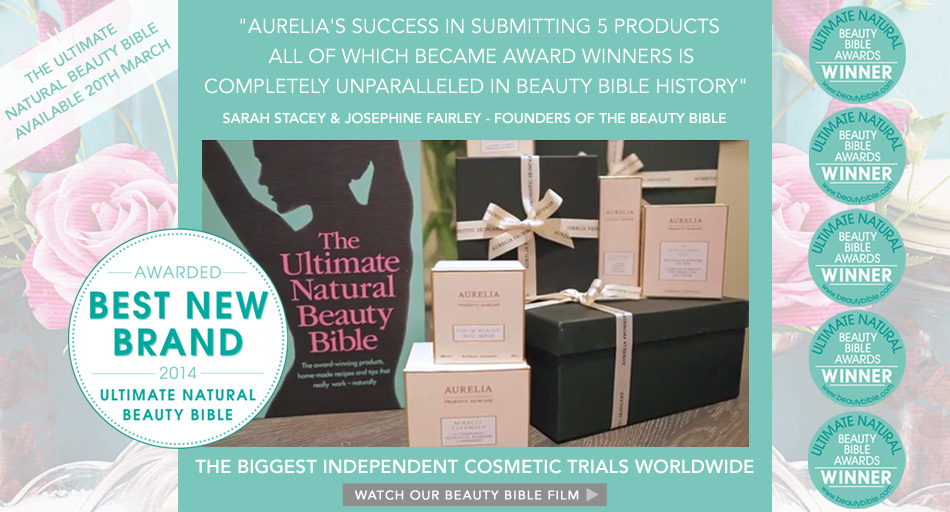 THE ULTIMATE
NATURAL BEAUTY BIBLE
AVAILABLE 20TH MARCH
"AURELIA'S SUCCESS IN SUBMITTING 5 PRODUCTS
ALL OF WHICH BECAME AWARD WINNERS IS
COMPLETELY UNPARALLELED IN BEAUTY BIBLE HISTORY"
SARAH STACEY & JOSEPHINE FAIRLEY - FOUNDERS OF THE BEAUTY BIBLE
AWARDED
BEST NEW
BRAND
2014
ULTIMATE NATURAL
BEAUTY BIBLE
The
Ultimate
Natural
Beauty
Bible
The award-winning products,
home-made recipes and tips that
really work – naturally
AURELIA
PROBIOTIC SKINCARE
AURELIA
PROBIOTIC SKINCARE
MIRACLE
CLEANSER
AURELIA
AURELIA
PROBIOTIC SKINCARE
THE BIGGEST INDEPENDENT COSMETIC TRIALS WORLDWIDE
WATCH OUR BEAUTY BIBLE FILM
ULTIMATE NATURAL
BEAUTY
BIBLE
AWARDS
WINNER
www.beautybible.com
ULTIMATE NATURAL
BEAUTY
BIBLE
AWARDS
WINNER
www.beautybible.com
ULTIMATE NATURAL
BEAUTY
BIBLE
AWARDS
WINNER
www.beautybible.com
ULTIMATE NATURAL
BEAUTY
BIBLE
AWARDS
WINNER
www.beautybible.com
ULTIMATE NATURAL
BEAUTY
BIBLE
AWARDS
WINNER
www.beautybible.com